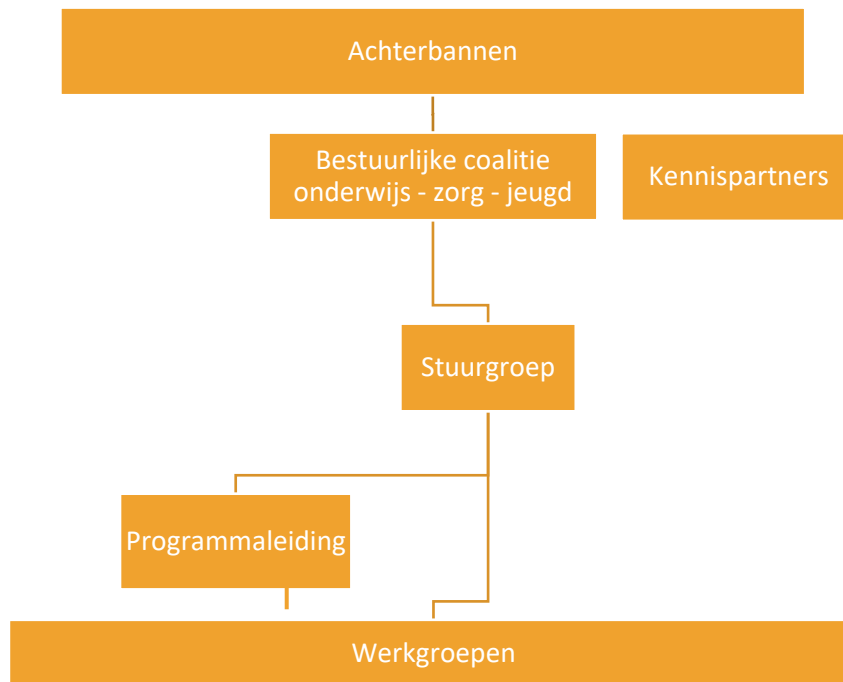 Achterbannen
Bestuurlijke coalitie
onderwijs - zorg - jeugd
Kennispartners
Stuurgroep
Programmaleiding
Werkgroepen